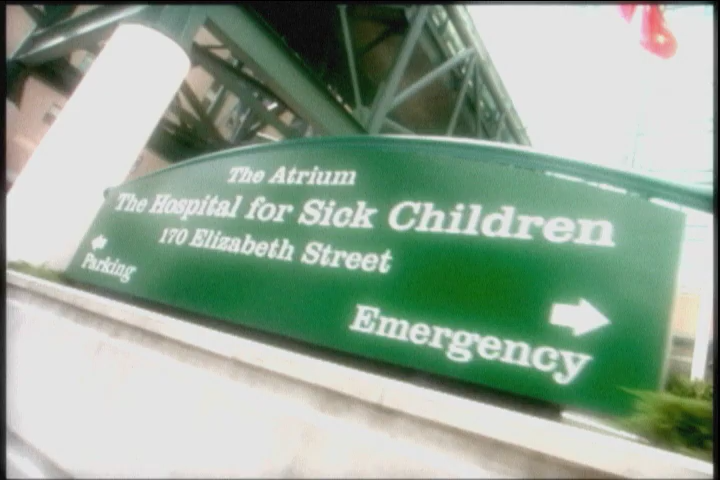 The Atrium
The Hospital for Sick Children
170 Elizabeth Street
Parking
Emergency